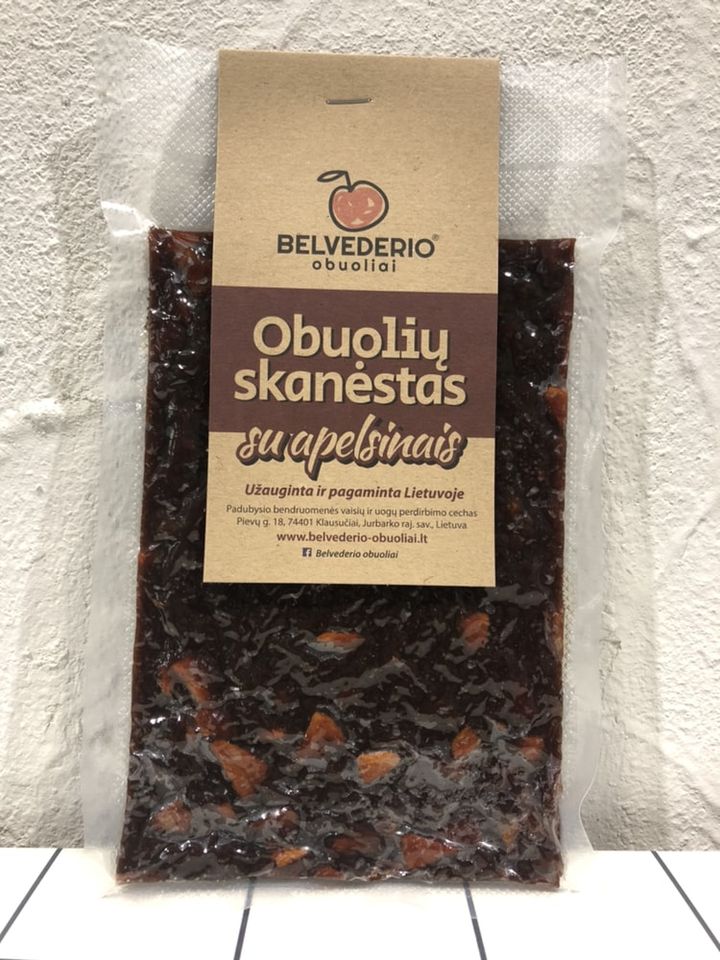 BELVEDERIO®
obuoliai
Obuolių
skanėstas
su apelsinais
Užauginta ir pagaminta Lietuvoje
Padubysio bendruomenės vaisių ir uogų perdirbimo cechas
Pievų g. 18, 74401 Klausučiai, Jurbarko raj. sav., Lietuva
www.belvederio-obuoliai.lt
f Belvederio obuoliai